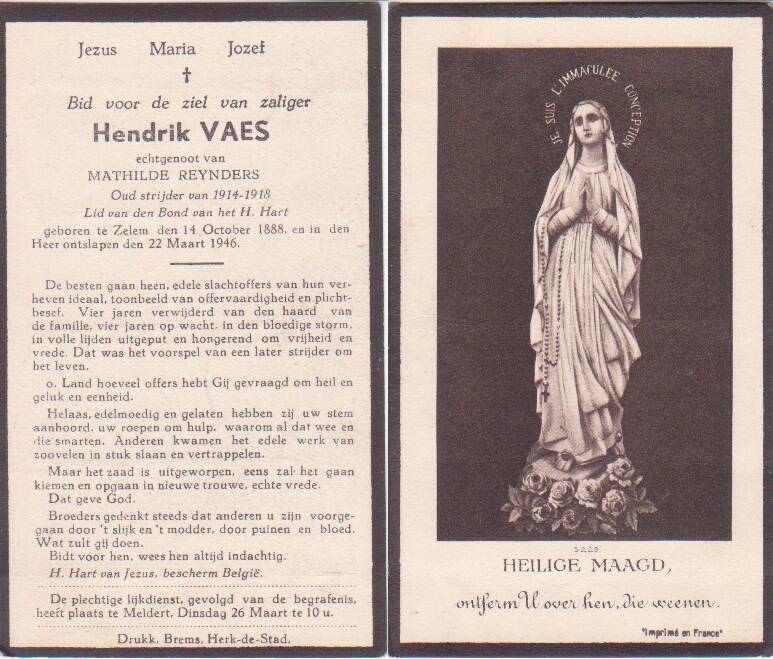 Jezus Maria Jozef
✝
Bid voor de ziel van zaliger
Hendrik VAES
echtgenoot van
MATHILDE REYNDERS
Oud strijder van 1914-1918
Lid van den Bond van het H. Hart
geboren te Zelem den 14 October 1888, en in den
Heer ontslapen den 22 Maart 1946.
De besten gaan heen, edele slachtoffers van hun ver-
heven ideaal, toonbeeld van offervaardigheid en plicht-
besef. Vier jaren verwijderd van den haard van
de familie, vier jaren op wacht, in den bloedige storm,
in volle lijden uitgeput en hongerend om vrijheid en
vrede. Dat was het voorspel van een later strijder om
het leven.
o. Land hoeveel offers hebt Gij gevraagd om heil en
geluk en eenheid.
Helaas, edelmoedig en gelaten hebben zij uw stem
aanhoord. uw roepen om hulp, waarom al dat wee en
die smarten. Anderen kwamen het edele werk van
zoovelen in stuk slaan en vertrappelen.
Maar het zaad is uitgeworpen, eens zal het gaan
kiemen en opgaan in nieuwe trouwe, echte vrede.
Dat geve God.
Broeders gedenkt steeds dat anderen u zijn voorge-
gaan door 't slijk en 't modder, door puinen en bloed.
Wat zult gij doen.
Bidt voor hen, wees hen altijd indachtig.
H. Hart van Jezus, bescherm België.
De plechtige lijkdienst, gevolgd van de begrafenis,
heeft plaats te Meldert, Dinsdag 26 Maart te 10 u.
Drukk. Brems, Herk-de-Stad.
JE SUIS L'IMMACULEE CONCEPTION
HEILIGE MAAGD,
ontferm U over hen, die weenen.
"Imprimé en France"